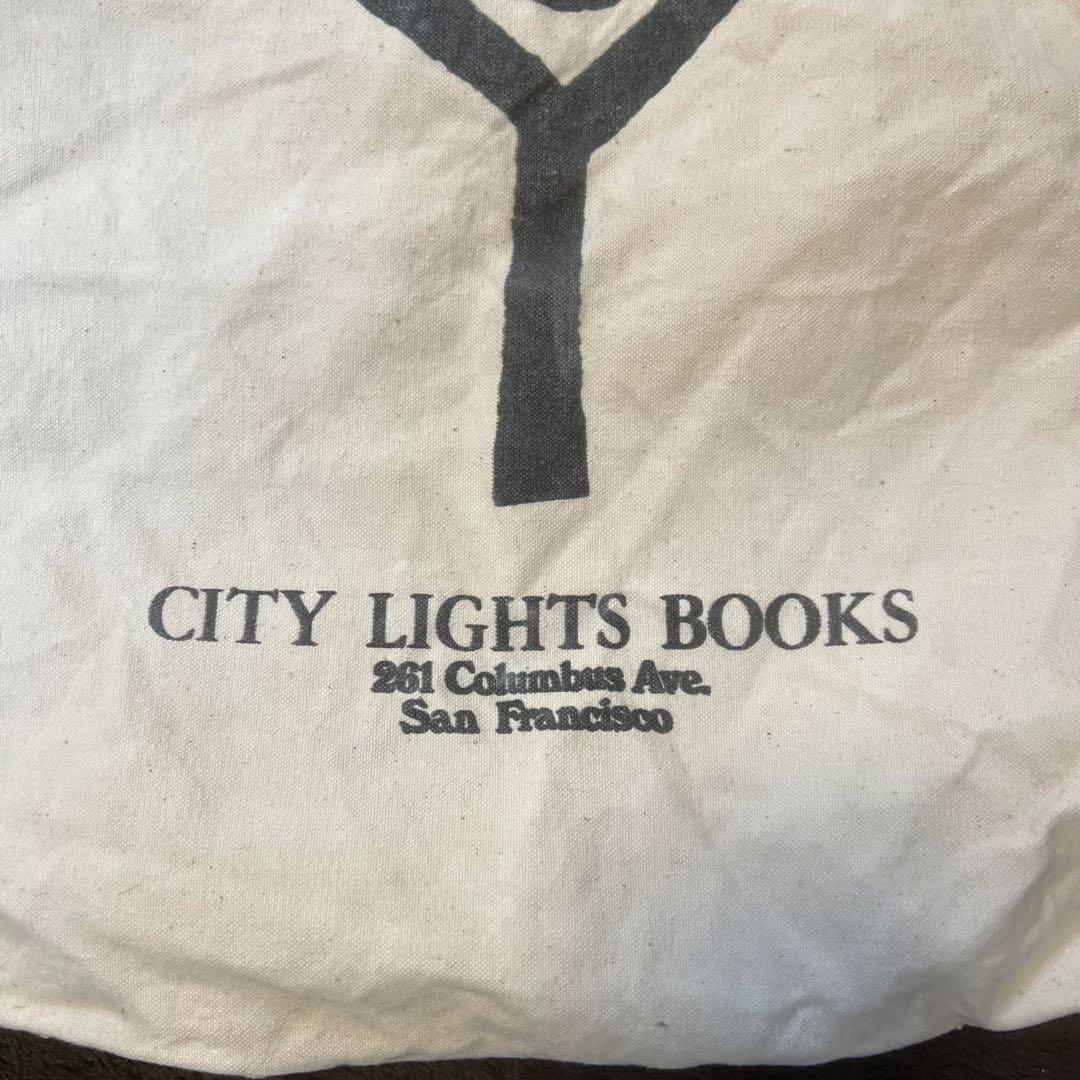 CITY LIGHTS BOOKS
261 Columbus Ave.
San Francisco